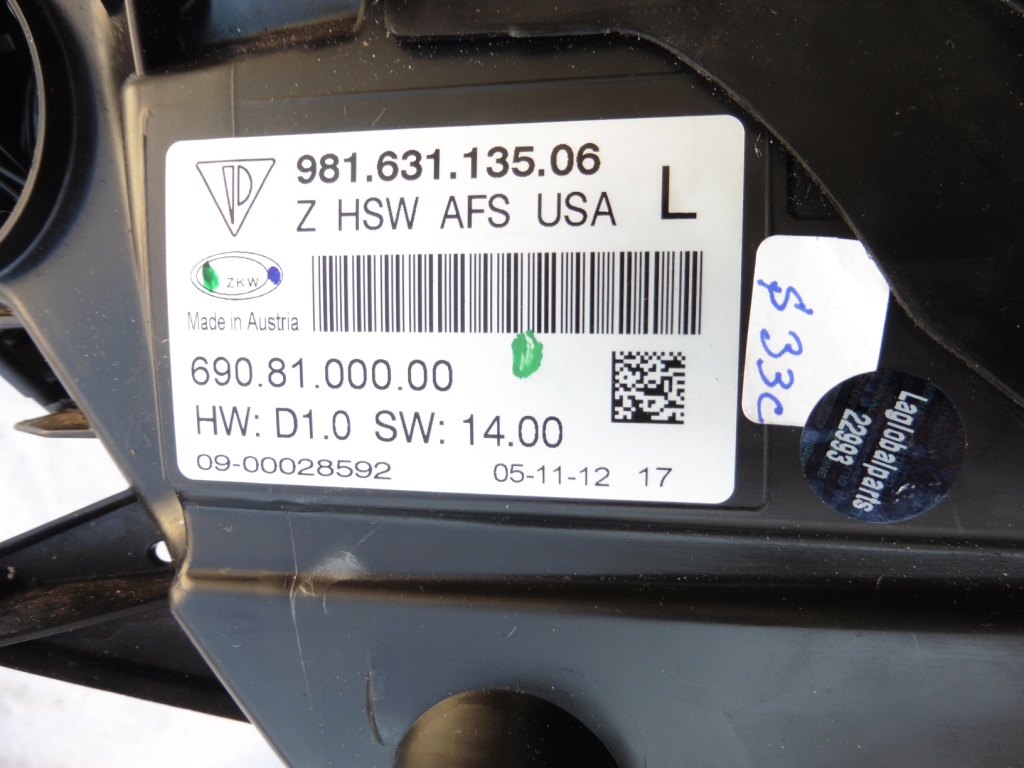 981.631.135.06
Z HSW AFS USA
L
ZKW
Made in Austria
690.81.000.00
HW: D1.0 SW: 14.00
09-00028592
05-11-12 17
Laglobalparts
22993